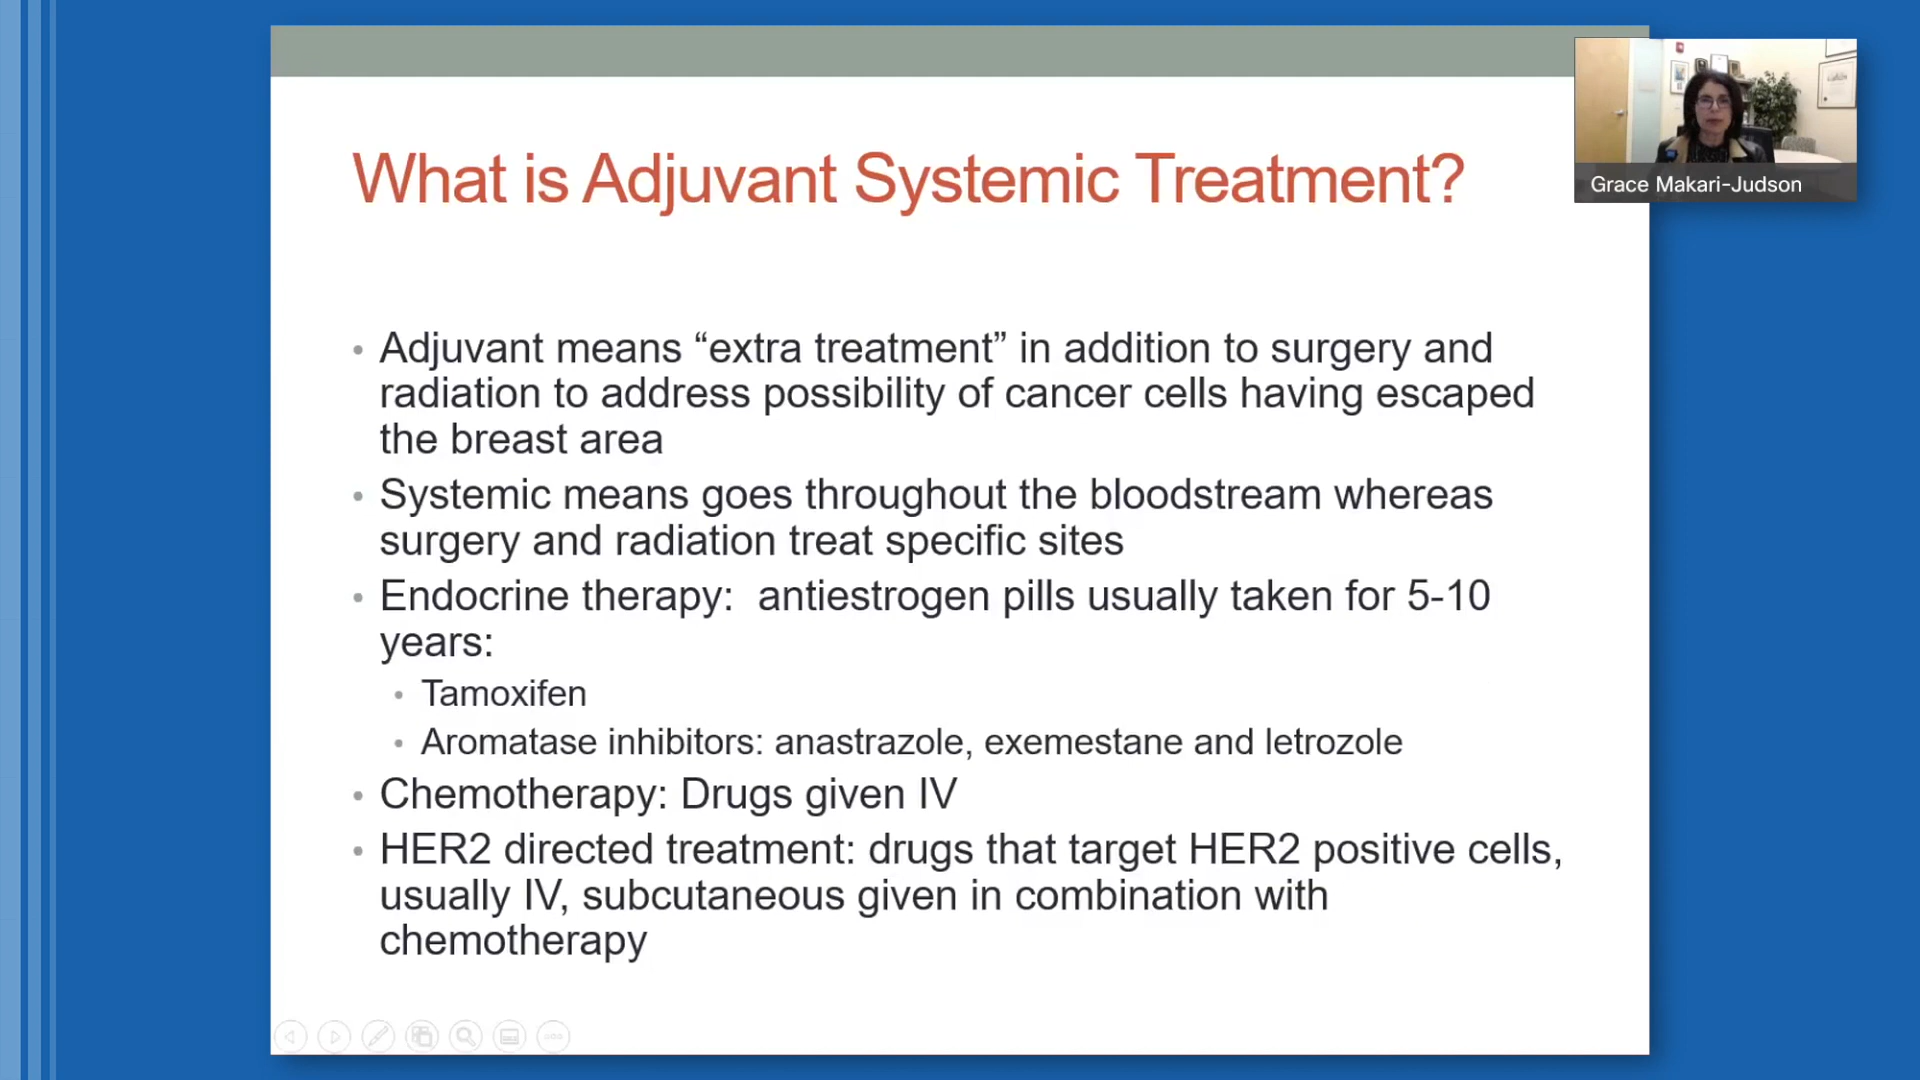 What is Adjuvant Systemic Treatment?
Grace Makari-Judson
• Adjuvant means “extra treatment” in addition to surgery and
radiation to address possibility of cancer cells having escaped
the breast area
• Systemic means goes throughout the bloodstream whereas
surgery and radiation treat specific sites
• Endocrine therapy:  antiestrogen pills usually taken for 5-10
years:
• Tamoxifen
• Aromatase inhibitors: anastrazole, exemestane and letrozole
• Chemotherapy: Drugs given IV
• HER2 directed treatment: drugs that target HER2 positive cells,
usually IV, subcutaneous given in combination with
chemotherapy